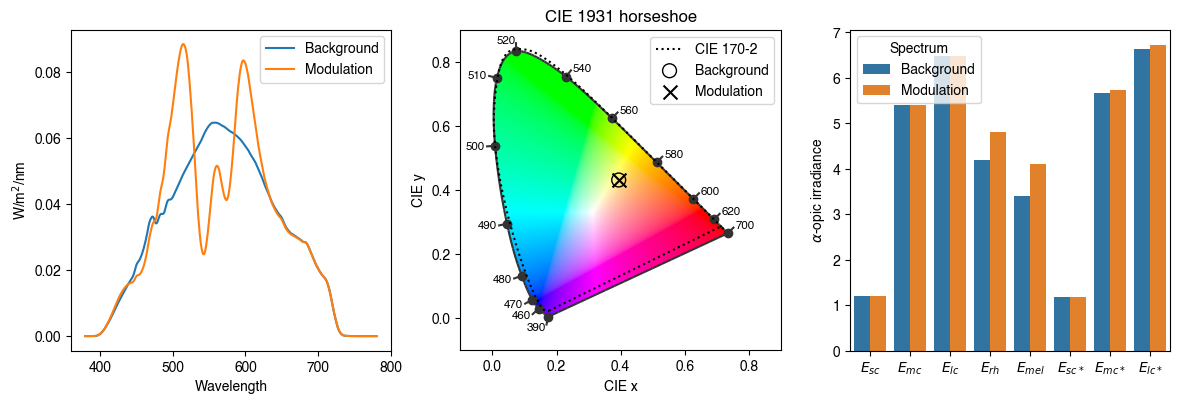 Background
Modulation
0.08
0.06
0.04
0.02
0.00
W/m²/nm
400 500 600 700 800
Wavelength
CIE 1931 horseshoe
CIE 170-2
Background
Modulation
520
540
510
560
500
580
600
490
620
700
480
470
460
390
0.8
0.6
0.4
0.2
0.0
CIE y
0.0 0.2 0.4 0.6 0.8
CIE x
Spectrum
Background
Modulation
7
6
5
4
3
2
1
0
α-opic irradiance
E_sc E_mc E_lc E_rh E_mel E_sc* E_mc* E_lc*